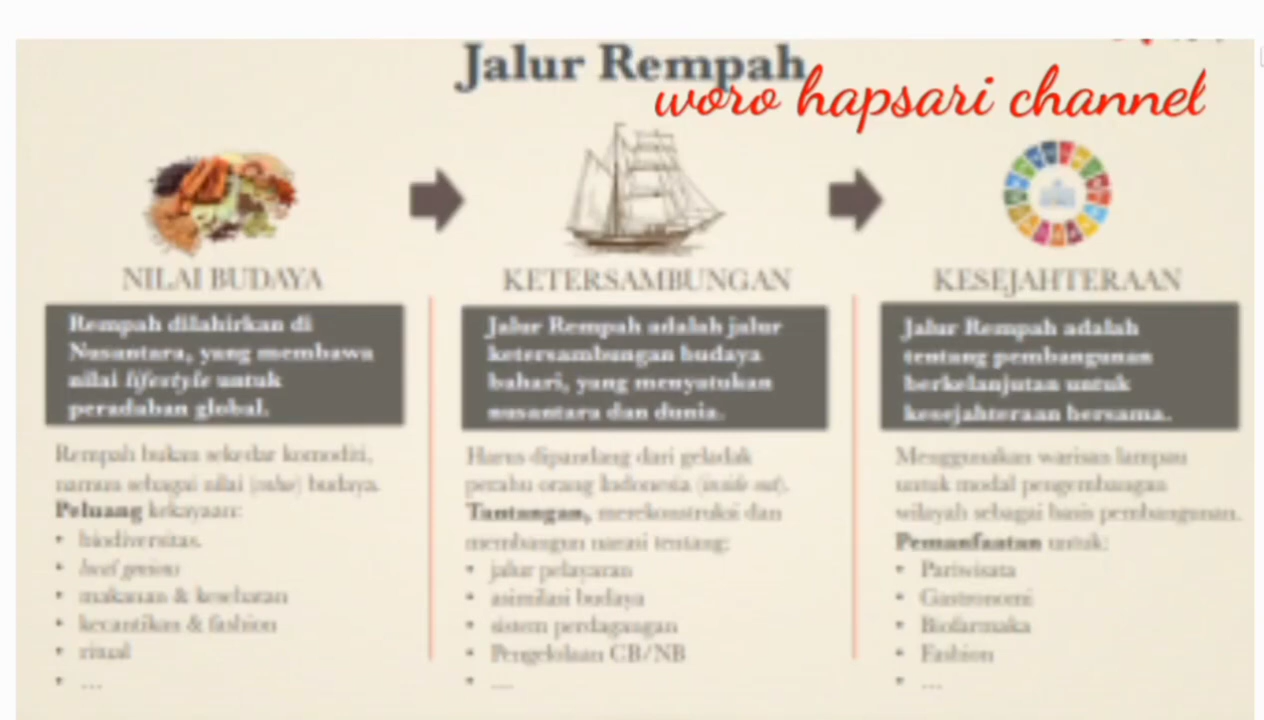 Jalur Rempah
woro hapsari channel
NILAI BUDAYA
Rempah dilahirkan di
Nusantara, yang membawa
nilai lifestyle untuk
peradaban global.
Rempah bukan sekedar komoditi,
namun sebagai nilai (value) budaya.
Peluang kekayaan:
• biodiversitas.
• local genius
• makanan & kesehatan
• kecantikan & fashion
• ritual
• ...
KETERSAMBUNGAN
Jalur Rempah adalah jalur
ketersambungan budaya
bahari, yang menyatukan
nusantara dan dunia.
Harus dipandang dari geladak
perahu orang Indonesia (inside out).
Tantangan, merekonstruksi dan
membangun narasi tentang:
• jalur pelayaran
• asimilasi budaya
• sistem perdagangan
• Pengelolaan CB/NB
• ....
KESEJAHTERAAN
Jalur Rempah adalah
tentang pembangunan
berkelanjutan untuk
kesejahteraan bersama.
Menggunakan warisan lampau
untuk modal pengembangan
wilayah sebagai basis pembangunan.
Pemanfaatan untuk:
• Pariwisata
• Gastronomi
• Biofarmaka
• Fashion
• ...